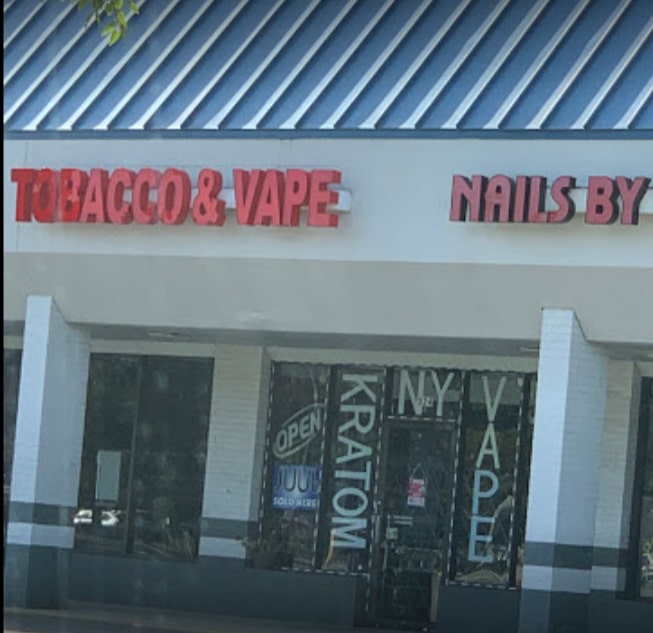 TOBACCO & VAPE
NAILS BY
OPEN
JUUL
SOLD HERE
KRATOM
NY
VAPE